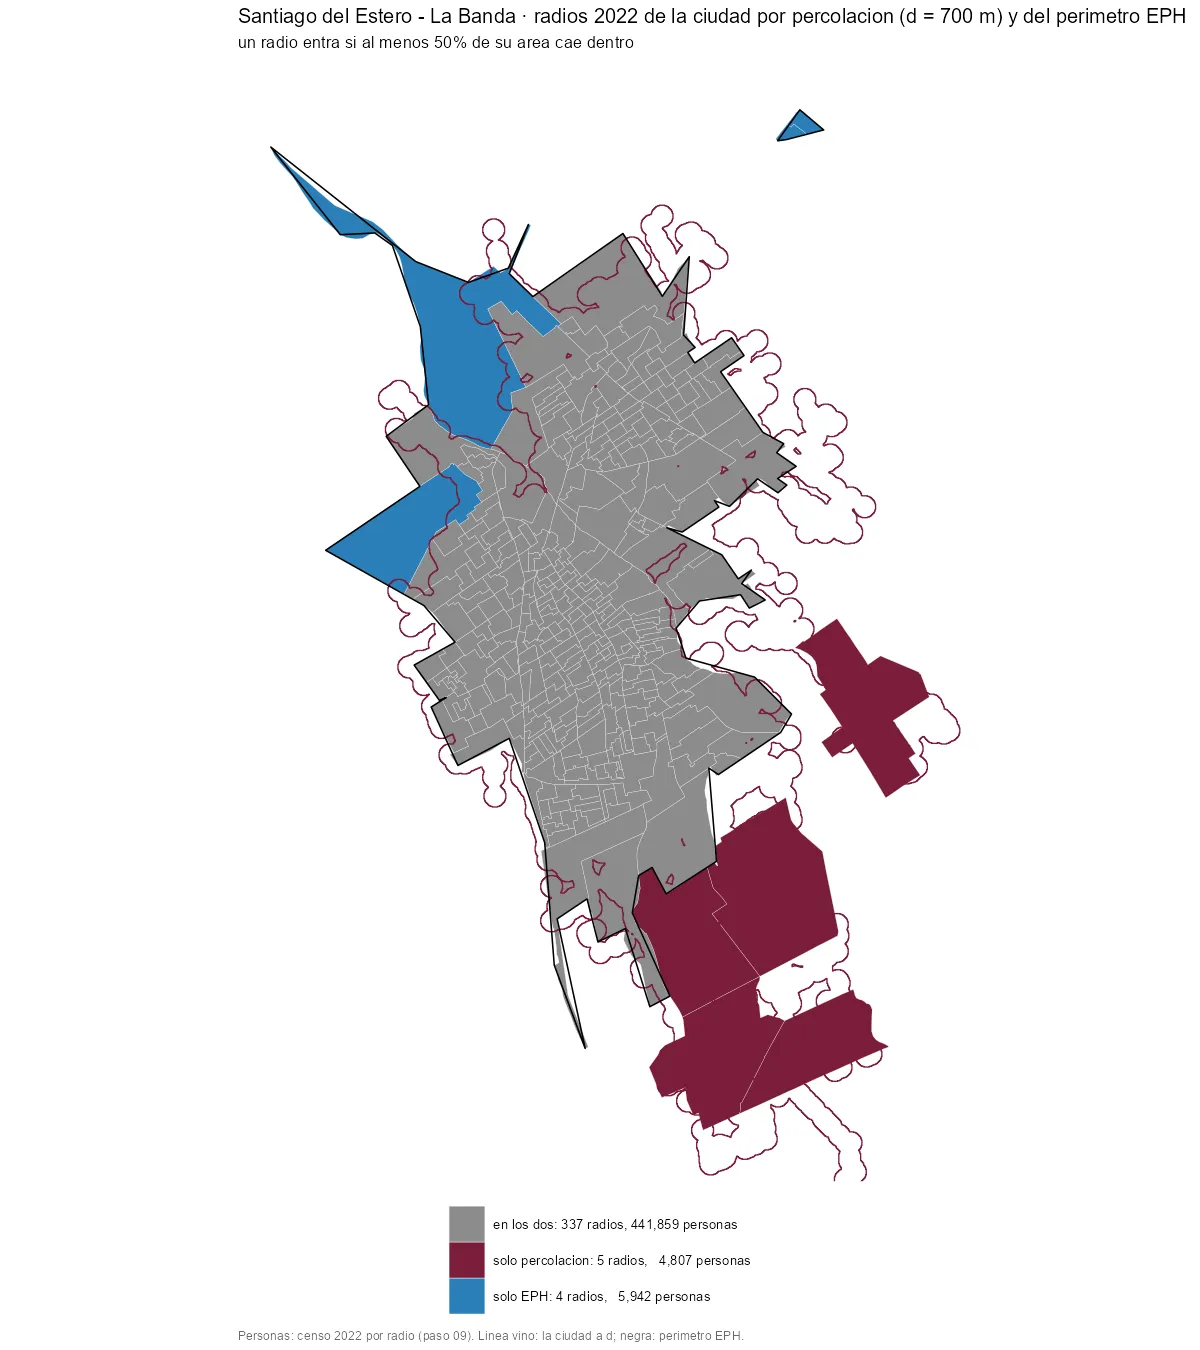 Santiago del Estero - La Banda · radios 2022 de la ciudad por percolacion (d = 700 m) y del perimetro EPH
un radio entra si al menos 50% de su area cae dentro
en los dos: 337 radios, 441,859 personas
solo percolacion: 5 radios, 4,807 personas
solo EPH: 4 radios, 5,942 personas
Personas: censo 2022 por radio (paso 09). Linea vino: la ciudad a d; negra: perimetro EPH.